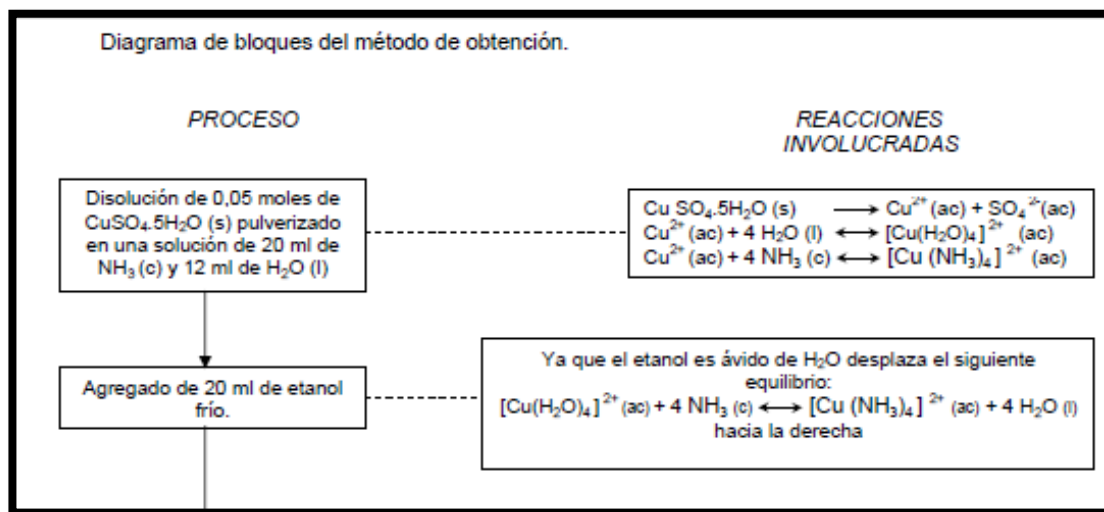 Diagrama de bloques del método de obtención.
PROCESO
REACCIONES
INVOLUCRADAS
Disolución de 0,05 moles de
CuSO₄.5H₂O (s) pulverizado
en una solución de 20 ml de
NH₃ (c) y 12 ml de H₂O (l)
Cu SO₄.5H₂O (s) ⟶ Cu²⁺ (ac) + SO₄²⁻(ac)
Cu²⁺ (ac) + 4 H₂O (l) ⟷ [Cu(H₂O)₄]²⁺ (ac)
Cu²⁺ (ac) + 4 NH₃ (c) ⟷ [Cu (NH₃)₄]²⁺ (ac)
Agregado de 20 ml de etanol
frío.
Ya que el etanol es ávido de H₂O desplaza el siguiente
equilibrio:
[Cu(H₂O)₄]²⁺ (ac) + 4 NH₃ (c) ⟷ [Cu (NH₃)₄]²⁺ (ac) + 4 H₂O (l)
hacia la derecha